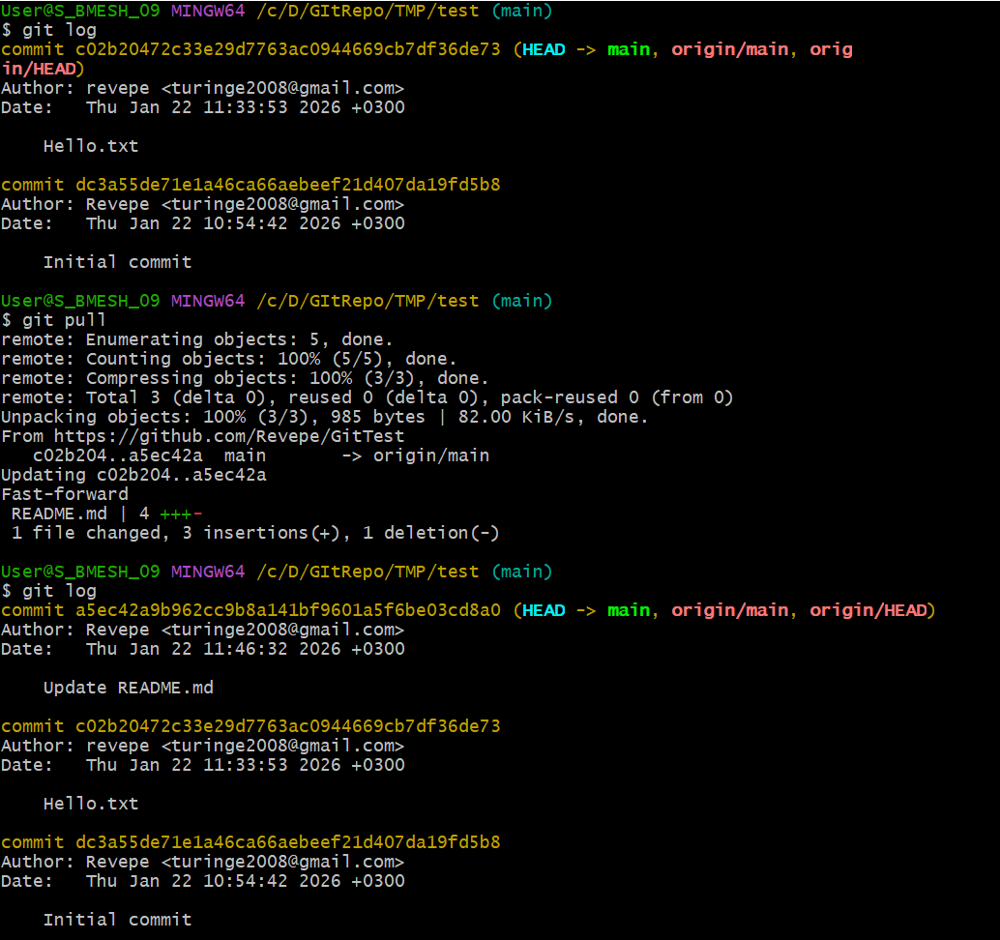 User@S_BMESH_09 MINGW64 /c/D/GItRepo/TMP/test (main)
$ git log
commit c02b20472c33e29d7763ac0944669cb7df36de73 (HEAD -> main, origin/main, orig
in/HEAD)
Author: revepe <turinge2008@gmail.com>
Date:   Thu Jan 22 11:33:53 2026 +0300

    Hello.txt

commit dc3a55de71e1a46ca66aebeef21d407da19fd5b8
Author: Revepe <turinge2008@gmail.com>
Date:   Thu Jan 22 10:54:42 2026 +0300

    Initial commit

User@S_BMESH_09 MINGW64 /c/D/GItRepo/TMP/test (main)
$ git pull
remote: Enumerating objects: 5, done.
remote: Counting objects: 100% (5/5), done.
remote: Compressing objects: 100% (3/3), done.
remote: Total 3 (delta 0), reused 0 (delta 0), pack-reused 0 (from 0)
Unpacking objects: 100% (3/3), 985 bytes | 82.00 KiB/s, done.
From https://github.com/Revepe/GitTest
   c02b204..a5ec42a  main       -> origin/main
Updating c02b204..a5ec42a
Fast-forward
 README.md | 4 +++-
 1 file changed, 3 insertions(+), 1 deletion(-)

User@S_BMESH_09 MINGW64 /c/D/GItRepo/TMP/test (main)
$ git log
commit a5ec42a9b962cc9b8a141bf9601a5f6be03cd8a0 (HEAD -> main, origin/main, origin/HEAD)
Author: Revepe <turinge2008@gmail.com>
Date:   Thu Jan 22 11:46:32 2026 +0300

    Update README.md

commit c02b20472c33e29d7763ac0944669cb7df36de73
Author: revepe <turinge2008@gmail.com>
Date:   Thu Jan 22 11:33:53 2026 +0300

    Hello.txt

commit dc3a55de71e1a46ca66aebeef21d407da19fd5b8
Author: Revepe <turinge2008@gmail.com>
Date:   Thu Jan 22 10:54:42 2026 +0300

    Initial commit